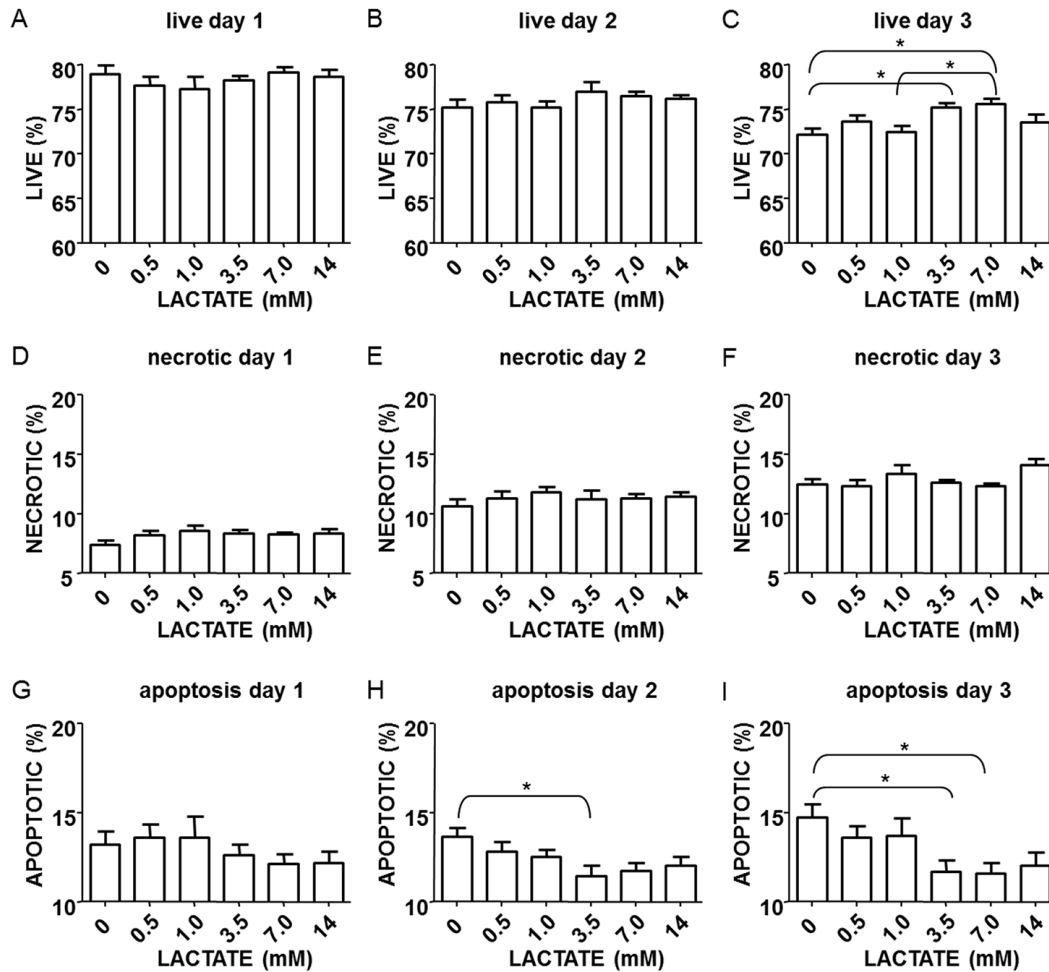 A live day 1
80
75
70
65
60
LIVE (%)
0 0.5 1.0 3.5 7.0 14
LACTATE (mM)
B live day 2
80
75
70
65
60
LIVE (%)
0 0.5 1.0 3.5 7.0 14
LACTATE (mM)
C live day 3
80
75
70
65
60
LIVE (%)
*
* *
0 0.5 1.0 3.5 7.0 14
LACTATE (mM)
D necrotic day 1
20
15
10
5
NECROTIC (%)
0 0.5 1.0 3.5 7.0 14
LACTATE (mM)
E necrotic day 2
20
15
10
5
NECROTIC (%)
0 0.5 1.0 3.5 7.0 14
LACTATE (mM)
F necrotic day 3
20
15
10
5
NECROTIC (%)
0 0.5 1.0 3.5 7.0 14
LACTATE (mM)
G apoptosis day 1
20
15
10
APOPTOTIC (%)
0 0.5 1.0 3.5 7.0 14
LACTATE (mM)
H apoptosis day 2
20
15
10
APOPTOTIC (%)
*
0 0.5 1.0 3.5 7.0 14
LACTATE (mM)
I apoptosis day 3
20
15
10
APOPTOTIC (%)
*
*
0 0.5 1.0 3.5 7.0 14
LACTATE (mM)